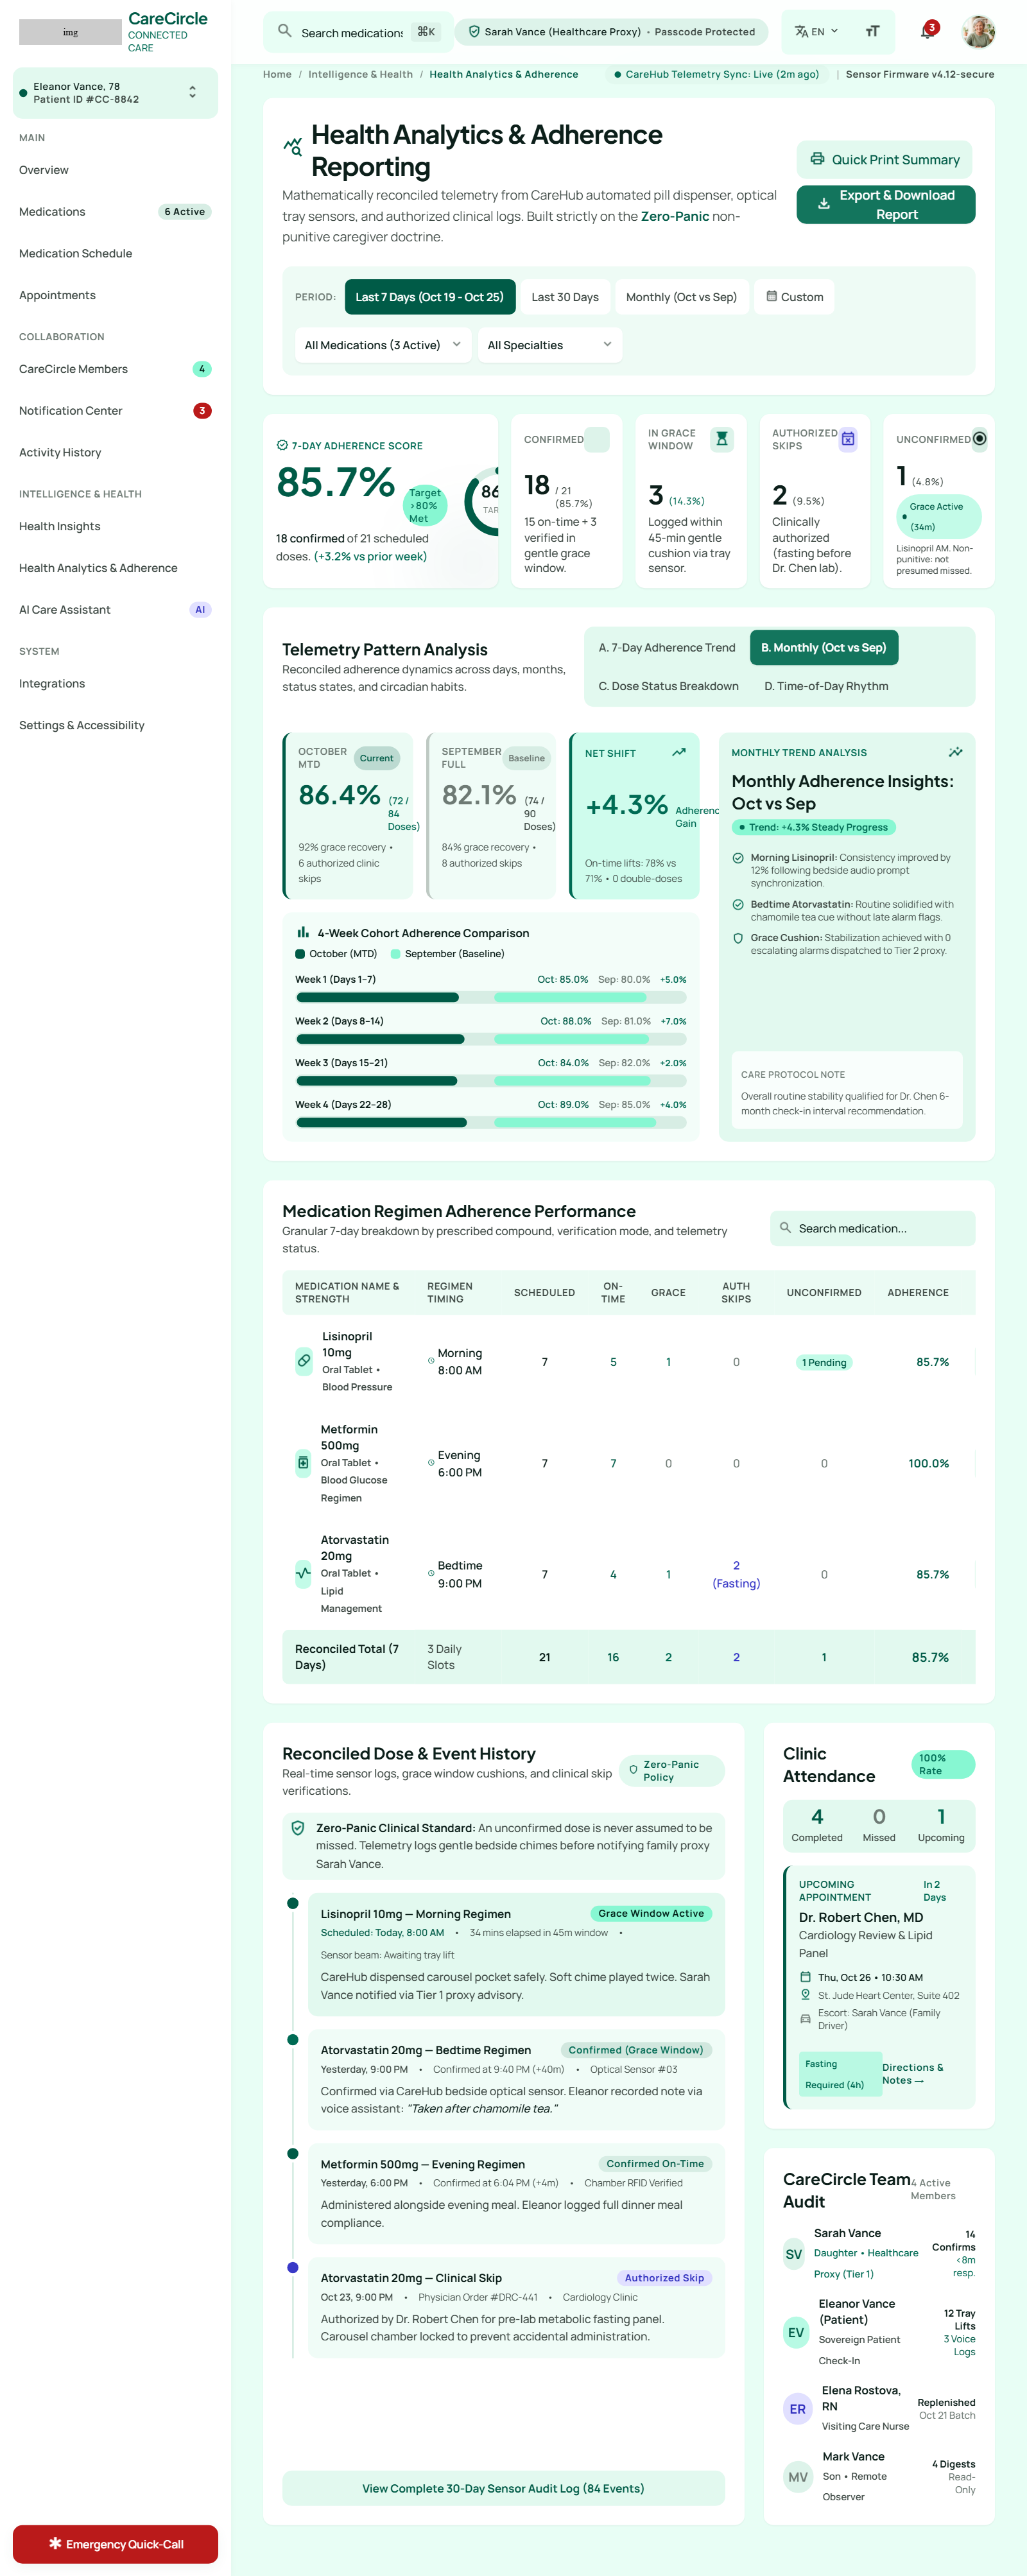 img
CareCircle
CONNECTED
CARE
Eleanor Vance, 78
Patient ID #CC-8842
MAIN
Overview
Medications
6 Active
Medication Schedule
Appointments
COLLABORATION
CareCircle Members
4
Notification Center
3
Activity History
INTELLIGENCE & HEALTH
Health Insights
Health Analytics & Adherence
AI Care Assistant
AI
SYSTEM
Integrations
Settings & Accessibility
Emergency Quick-Call
Search medications
⌘K
Sarah Vance (Healthcare Proxy) • Passcode Protected
EN
3
Home / Intelligence & Health / Health Analytics & Adherence
CareHub Telemetry Sync: Live (2m ago)
Sensor Firmware v4.12-secure
Health Analytics & Adherence
Reporting
Mathematically reconciled telemetry from CareHub automated pill dispenser, optical
tray sensors, and authorized clinical logs. Built strictly on the Zero-Panic non-
punitive caregiver doctrine.
Quick Print Summary
Export & Download
Report
PERIOD:
Last 7 Days (Oct 19 - Oct 25)
Last 30 Days
Monthly (Oct vs Sep)
Custom
All Medications (3 Active)
All Specialties
7-DAY ADHERENCE SCORE
85.7%
Target
>80%
Met
86
TAR
18 confirmed of 21 scheduled
doses. (+3.2% vs prior week)
CONFIRMED
18 / 21
(85.7%)
15 on-time + 3
verified in
gentle grace
window.
IN GRACE
WINDOW
3 (14.3%)
Logged within
45-min gentle
cushion via tray
sensor.
AUTHORIZED
SKIPS
2 (9.5%)
Clinically
authorized
(fasting before
Dr. Chen lab).
UNCONFIRMED
1 (4.8%)
Grace Active
(34m)
Lisinopril AM. Non-
punitive: not
presumed missed.
Telemetry Pattern Analysis
Reconciled adherence dynamics across days, months,
status states, and circadian habits.
A. 7-Day Adherence Trend
B. Monthly (Oct vs Sep)
C. Dose Status Breakdown
D. Time-of-Day Rhythm
OCTOBER
MTD
Current
86.4% (72 /
84
Doses)
92% grace recovery •
6 authorized clinic
skips
SEPTEMBER
FULL
Baseline
82.1% (74 /
90
Doses)
84% grace recovery •
8 authorized skips
NET SHIFT
+4.3% Adherenc
Gain
On-time lifts: 78% vs
71% • 0 double-doses
4-Week Cohort Adherence Comparison
October (MTD)
September (Baseline)
Week 1 (Days 1–7)
Oct: 85.0% Sep: 80.0% +5.0%
Week 2 (Days 8–14)
Oct: 88.0% Sep: 81.0% +7.0%
Week 3 (Days 15–21)
Oct: 84.0% Sep: 82.0% +2.0%
Week 4 (Days 22–28)
Oct: 89.0% Sep: 85.0% +4.0%
MONTHLY TREND ANALYSIS
Monthly Adherence Insights:
Oct vs Sep
Trend: +4.3% Steady Progress
Morning Lisinopril: Consistency improved by
12% following bedside audio prompt
synchronization.
Bedtime Atorvastatin: Routine solidified with
chamomile tea cue without late alarm flags.
Grace Cushion: Stabilization achieved with 0
escalating alarms dispatched to Tier 2 proxy.
CARE PROTOCOL NOTE
Overall routine stability qualified for Dr. Chen 6-
month check-in interval recommendation.
Medication Regimen Adherence Performance
Granular 7-day breakdown by prescribed compound, verification mode, and telemetry
status.
Search medication...
MEDICATION NAME &
STRENGTH
REGIMEN
TIMING
SCHEDULED
ON-
TIME
GRACE
AUTH
SKIPS
UNCONFIRMED
ADHERENCE
Lisinopril
10mg
Oral Tablet •
Blood Pressure
Morning
8:00 AM
7
5
1
0
1 Pending
85.7%
Metformin
500mg
Oral Tablet •
Blood Glucose
Regimen
Evening
6:00 PM
7
7
0
0
0
100.0%
Atorvastatin
20mg
Oral Tablet •
Lipid
Management
Bedtime
9:00 PM
7
4
1
2
(Fasting)
0
85.7%
Reconciled Total (7
Days)
3 Daily
Slots
21
16
2
2
1
85.7%
Reconciled Dose & Event History
Real-time sensor logs, grace window cushions, and clinical skip
verifications.
Zero-Panic
Policy
Zero-Panic Clinical Standard: An unconfirmed dose is never assumed to be
missed. Telemetry logs gentle bedside chimes before notifying family proxy
Sarah Vance.
Lisinopril 10mg — Morning Regimen
Grace Window Active
Scheduled: Today, 8:00 AM • 34 mins elapsed in 45m window •
Sensor beam: Awaiting tray lift
CareHub dispensed carousel pocket safely. Soft chime played twice. Sarah
Vance notified via Tier 1 proxy advisory.
Atorvastatin 20mg — Bedtime Regimen
Confirmed (Grace Window)
Yesterday, 9:00 PM • Confirmed at 9:40 PM (+40m) • Optical Sensor #03
Confirmed via CareHub bedside optical sensor. Eleanor recorded note via
voice assistant: "Taken after chamomile tea."
Metformin 500mg — Evening Regimen
Confirmed On-Time
Yesterday, 6:00 PM • Confirmed at 6:04 PM (+4m) • Chamber RFID Verified
Administered alongside evening meal. Eleanor logged full dinner meal
compliance.
Atorvastatin 20mg — Clinical Skip
Authorized Skip
Oct 23, 9:00 PM • Physician Order #DRC-441 • Cardiology Clinic
Authorized by Dr. Robert Chen for pre-lab metabolic fasting panel.
Carousel chamber locked to prevent accidental administration.
View Complete 30-Day Sensor Audit Log (84 Events)
Clinic
Attendance
100%
Rate
4
Completed
0
Missed
1
Upcoming
UPCOMING
APPOINTMENT
In 2
Days
Dr. Robert Chen, MD
Cardiology Review & Lipid
Panel
Thu, Oct 26 • 10:30 AM
St. Jude Heart Center, Suite 402
Escort: Sarah Vance (Family
Driver)
Fasting
Required (4h)
Directions &
Notes →
CareCircle Team
Audit
4 Active
Members
SV
Sarah Vance
Daughter • Healthcare
Proxy (Tier 1)
14
Confirms
<8m
resp.
EV
Eleanor Vance
(Patient)
Sovereign Patient
Check-In
12 Tray
Lifts
3 Voice
Logs
ER
Elena Rostova,
RN
Visiting Care Nurse
Replenished
Oct 21 Batch
MV
Mark Vance
Son • Remote
Observer
4 Digests
Read-
Only